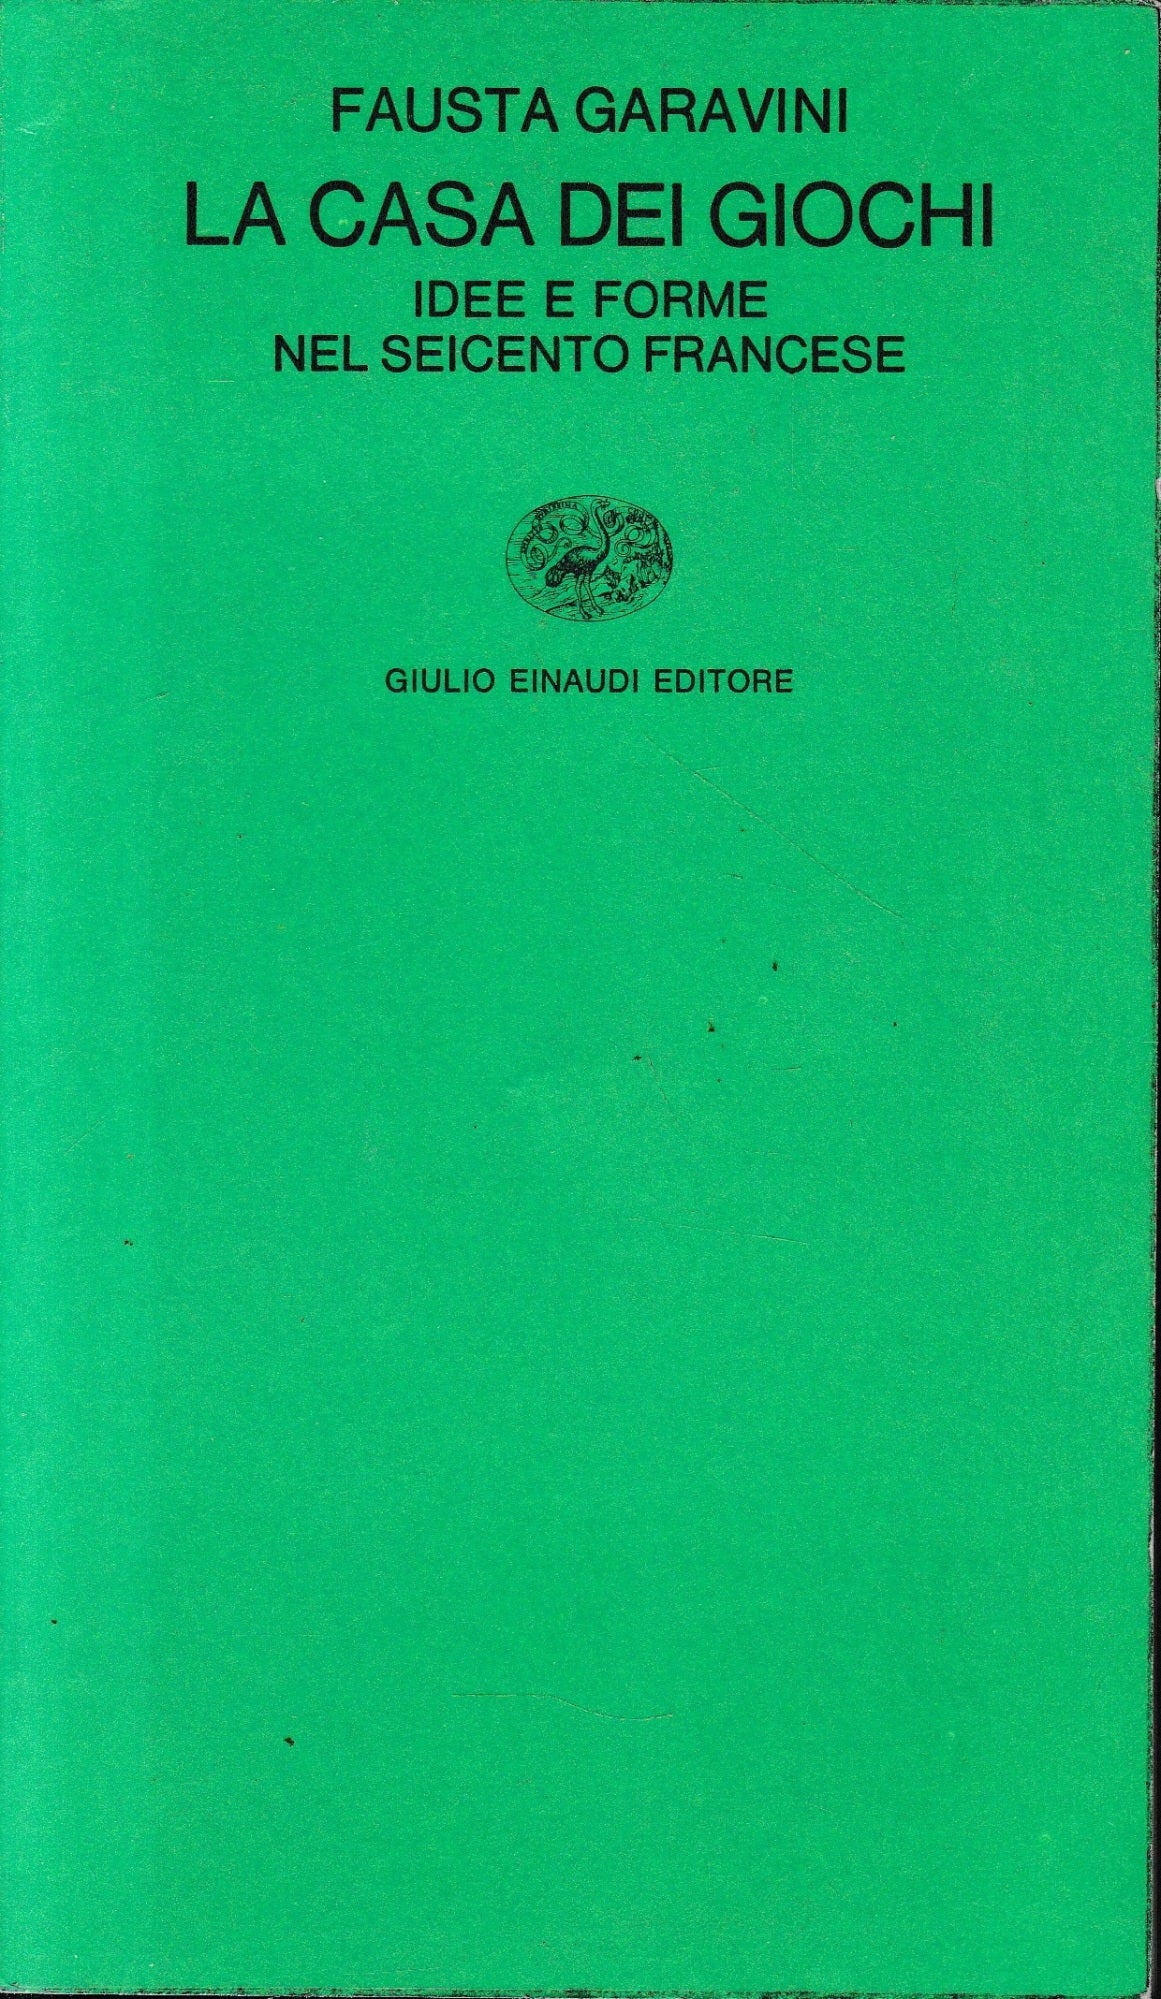 FAUSTA GARAVINI
LA CASA DEI GIOCHI
IDEE E FORME
NEL SEICENTO FRANCESE
GIULIO EINAUDI EDITORE